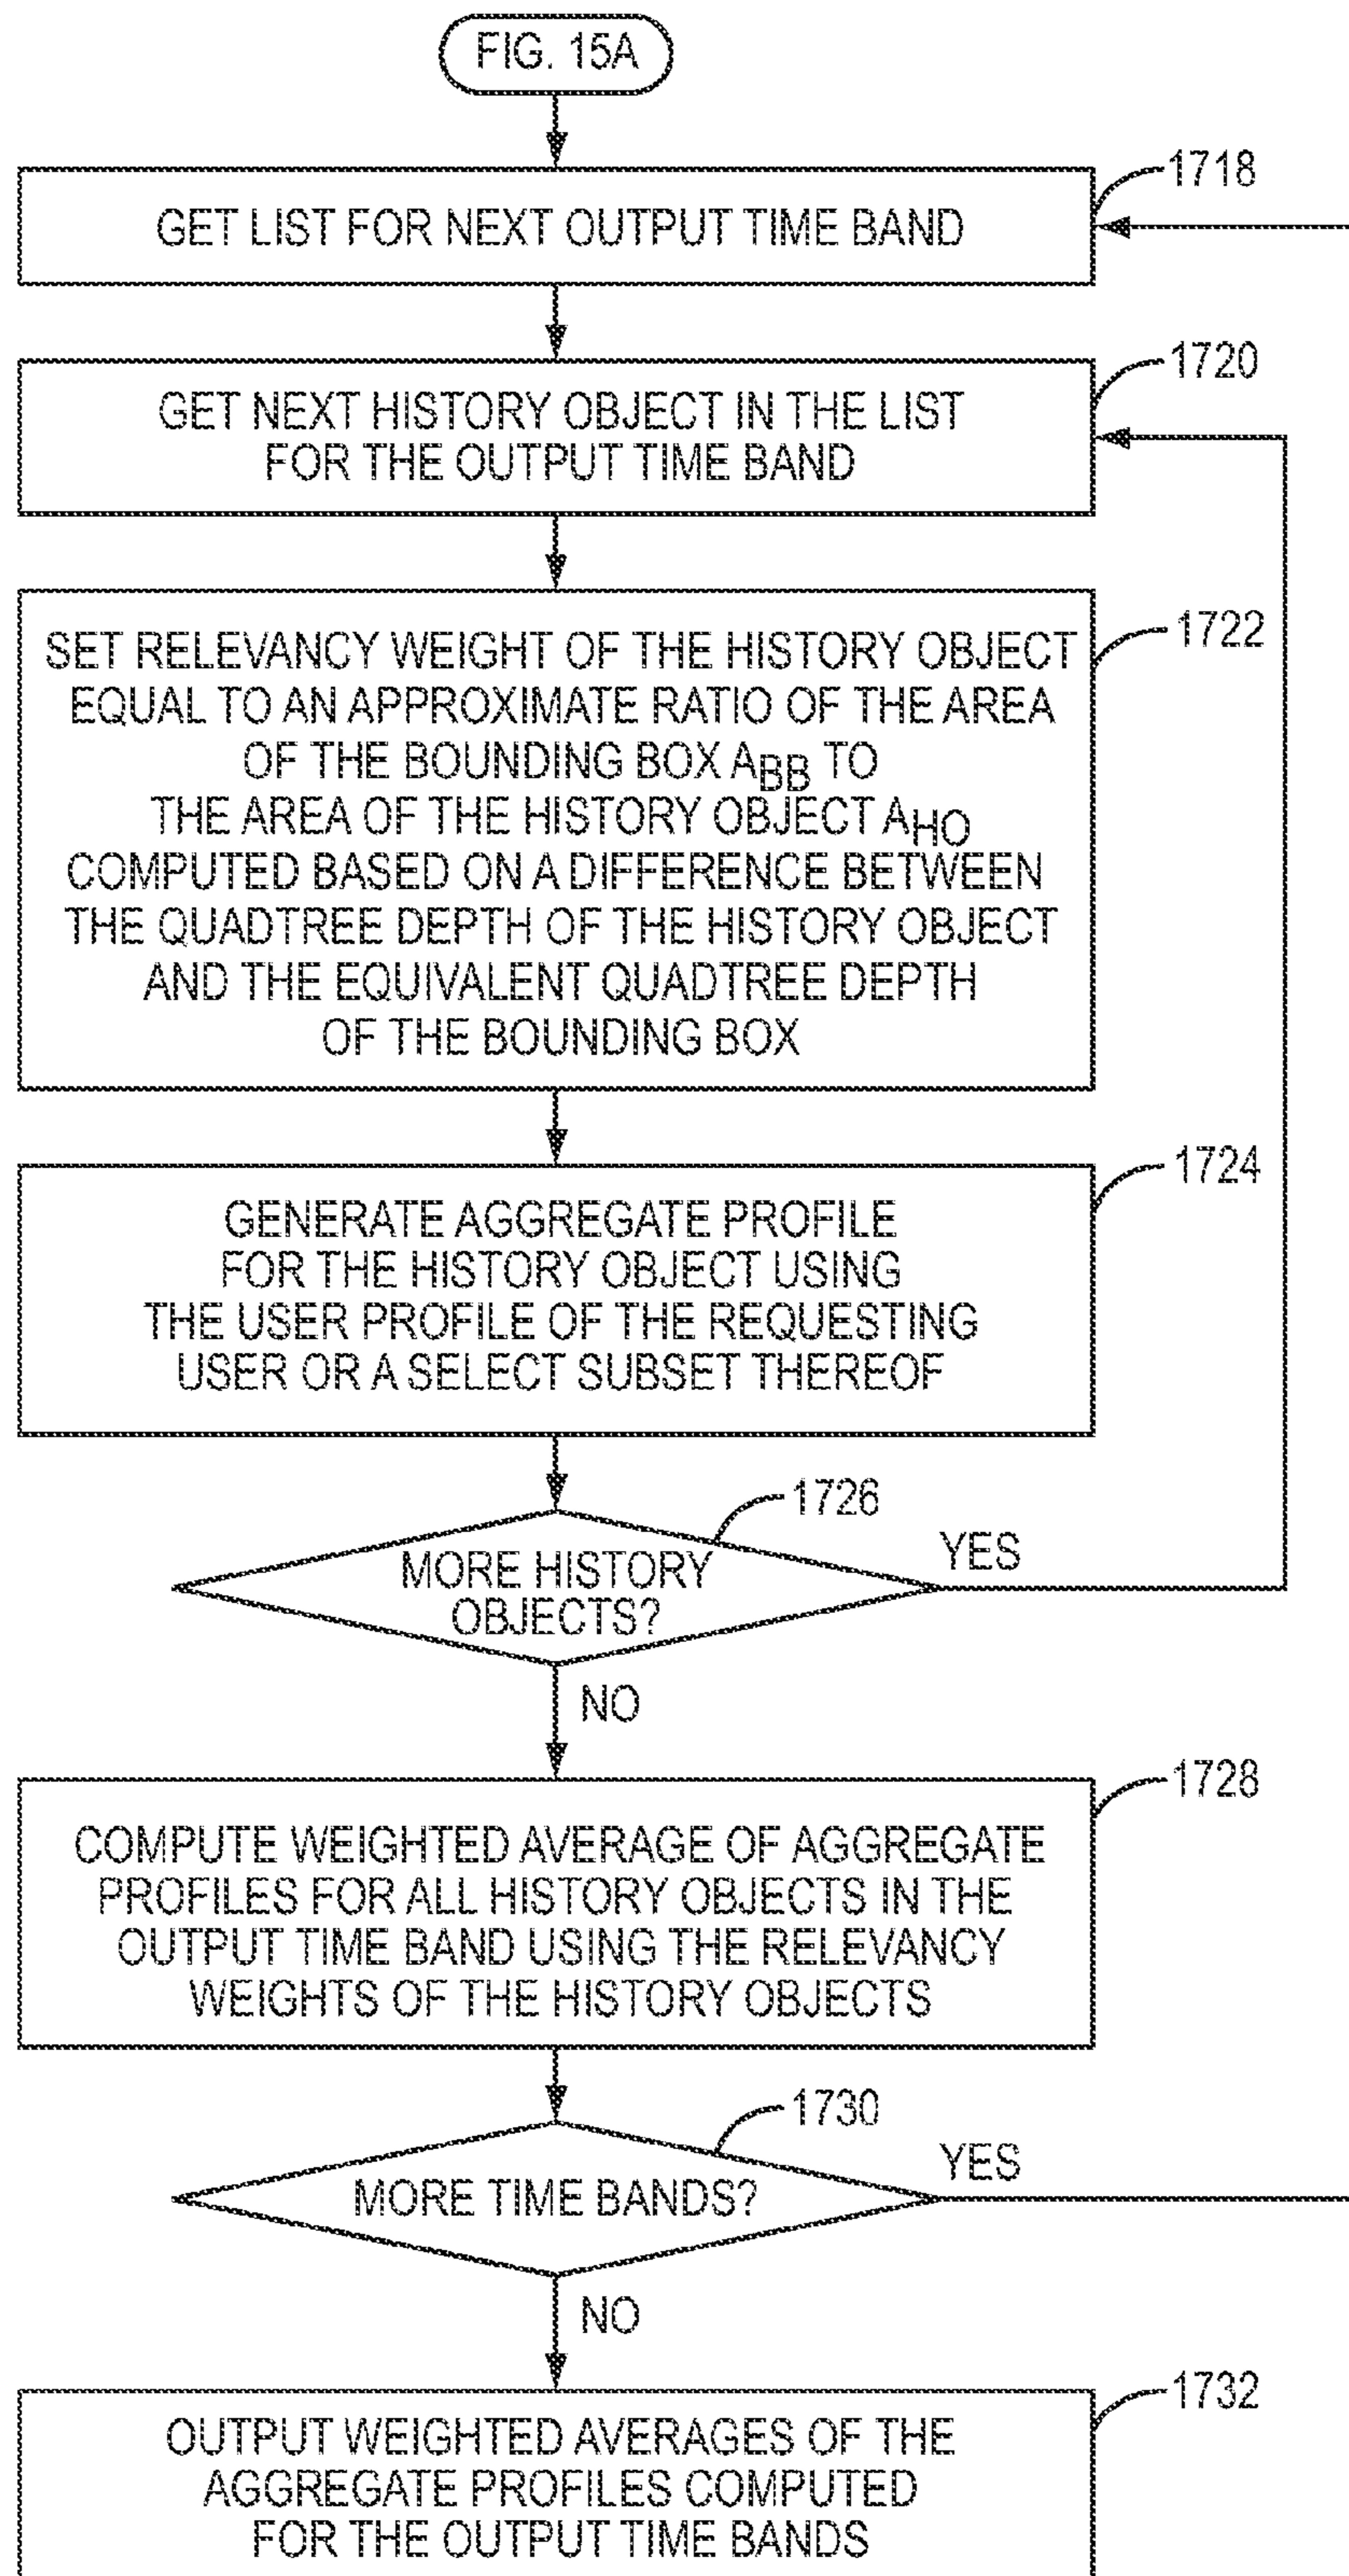 FIG. 15A
1718
GET LIST FOR NEXT OUTPUT TIME BAND
1720
GET NEXT HISTORY OBJECT IN THE LIST
FOR THE OUTPUT TIME BAND
1722
SET RELEVANCY WEIGHT OF THE HISTORY OBJECT
EQUAL TO AN APPROXIMATE RATIO OF THE AREA
OF THE BOUNDING BOX ABB TO
THE AREA OF THE HISTORY OBJECT AHO
COMPUTED BASED ON A DIFFERENCE BETWEEN
THE QUADTREE DEPTH OF THE HISTORY OBJECT
AND THE EQUIVALENT QUADTREE DEPTH
OF THE BOUNDING BOX
1724
GENERATE AGGREGATE PROFILE
FOR THE HISTORY OBJECT USING
THE USER PROFILE OF THE REQUESTING
USER OR A SELECT SUBSET THEREOF
1726
MORE HISTORY
OBJECTS?
YES
NO
1728
COMPUTE WEIGHTED AVERAGE OF AGGREGATE
PROFILES FOR ALL HISTORY OBJECTS IN THE
OUTPUT TIME BAND USING THE RELEVANCY
WEIGHTS OF THE HISTORY OBJECTS
1730
MORE TIME BANDS?
YES
NO
1732
OUTPUT WEIGHTED AVERAGES OF THE
AGGREGATE PROFILES COMPUTED
FOR THE OUTPUT TIME BANDS